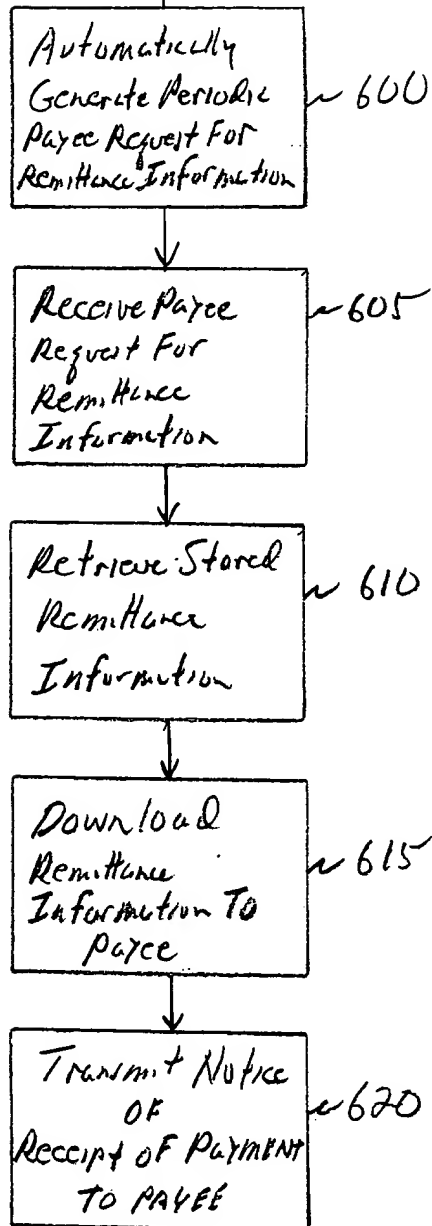 Automatically
Generate Periodic
Payee Request For
Remittance Information
600
Receive Payee
Request For
Remittance
Information
605
Retrieve Stored
Remittance
Information
610
Download
Remittance
Information To
Payee
615
Transmit Notice
OF
Receipt OF PAYMENT
TO PAYEE
620